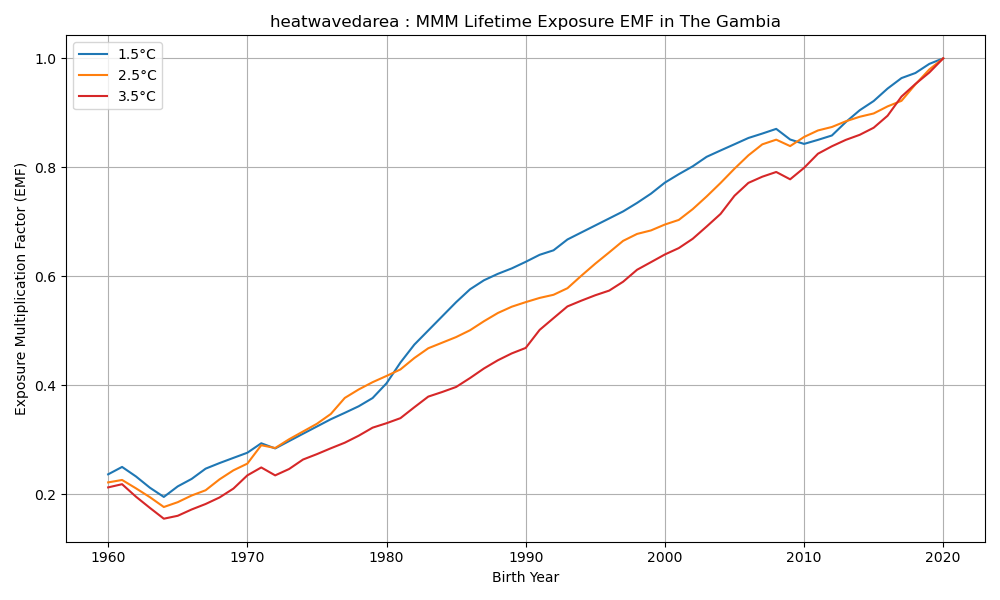 heatwavedarea : MMM Lifetime Exposure EMF in The Gambia
1.5°C
2.5°C
3.5°C
Exposure Multiplication Factor (EMF)
1.0
0.8
0.6
0.4
0.2
1960 1970 1980 1990 2000 2010 2020
Birth Year